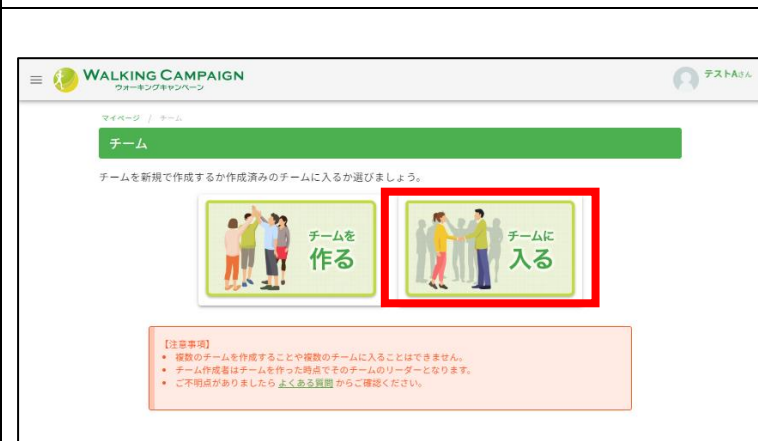 WALKING CAMPAIGN
ウォーキングキャンペーン
テストAさん
マイページ / チーム
チーム
チームを新規で作成するか作成済みのチームに入るか選びましょう。
チームを
作る
チームに
入る
【注意事項】
• 複数のチームを作成することや複数のチームに入ることはできません。
• チーム作成者はチームを作った時点でそのチームのリーダーとなります。
• ご不明点がありましたら よくある質問 からご確認ください。